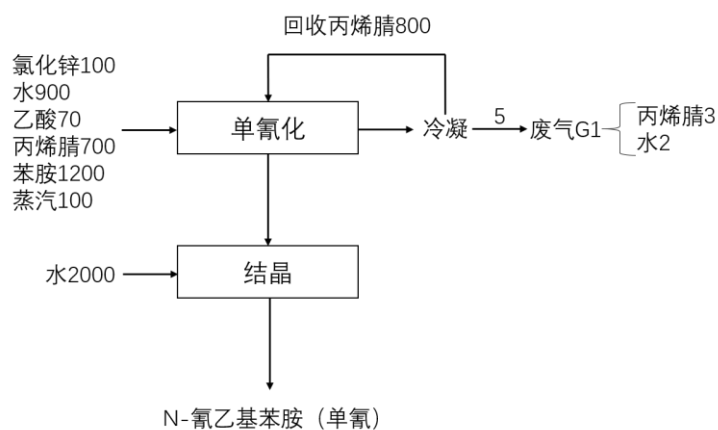 回收丙烯腈800
氯化锌100
水900
乙酸70
丙烯腈700
苯胺1200
蒸汽100
单氰化
冷凝
5
废气G1
丙烯腈3
水2
水2000
结晶
N-氰乙基苯胺（单氰）